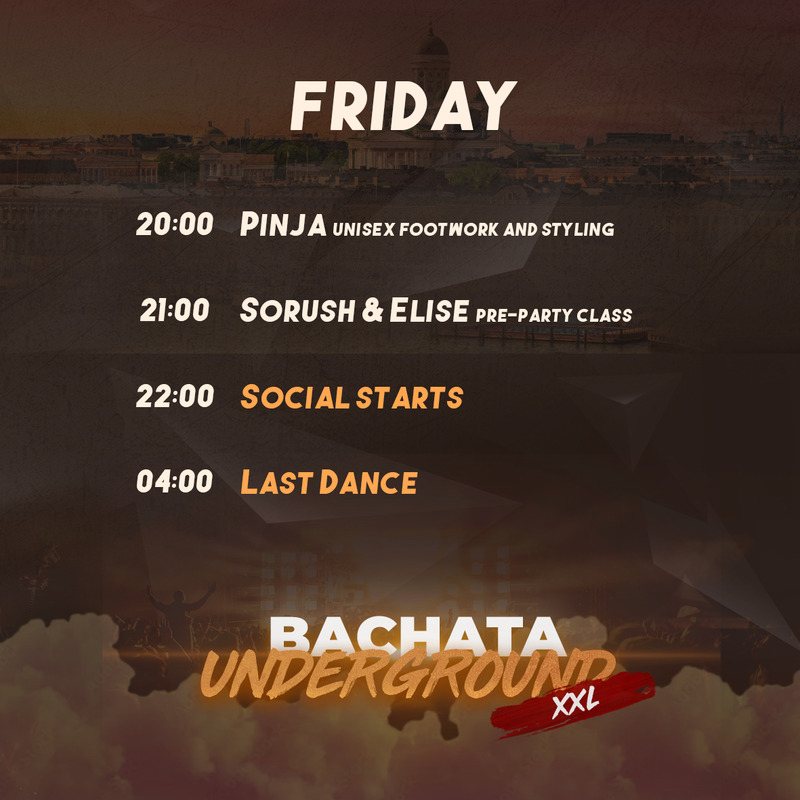 FRIDAY
20:00 PINJA UNISEX FOOTWORK AND STYLING
21:00 SORUSH & ELISE PRE-PARTY CLASS
22:00 SOCIAL STARTS
04:00 LAST DANCE
BACHATA
UNDERGROUND
XXL